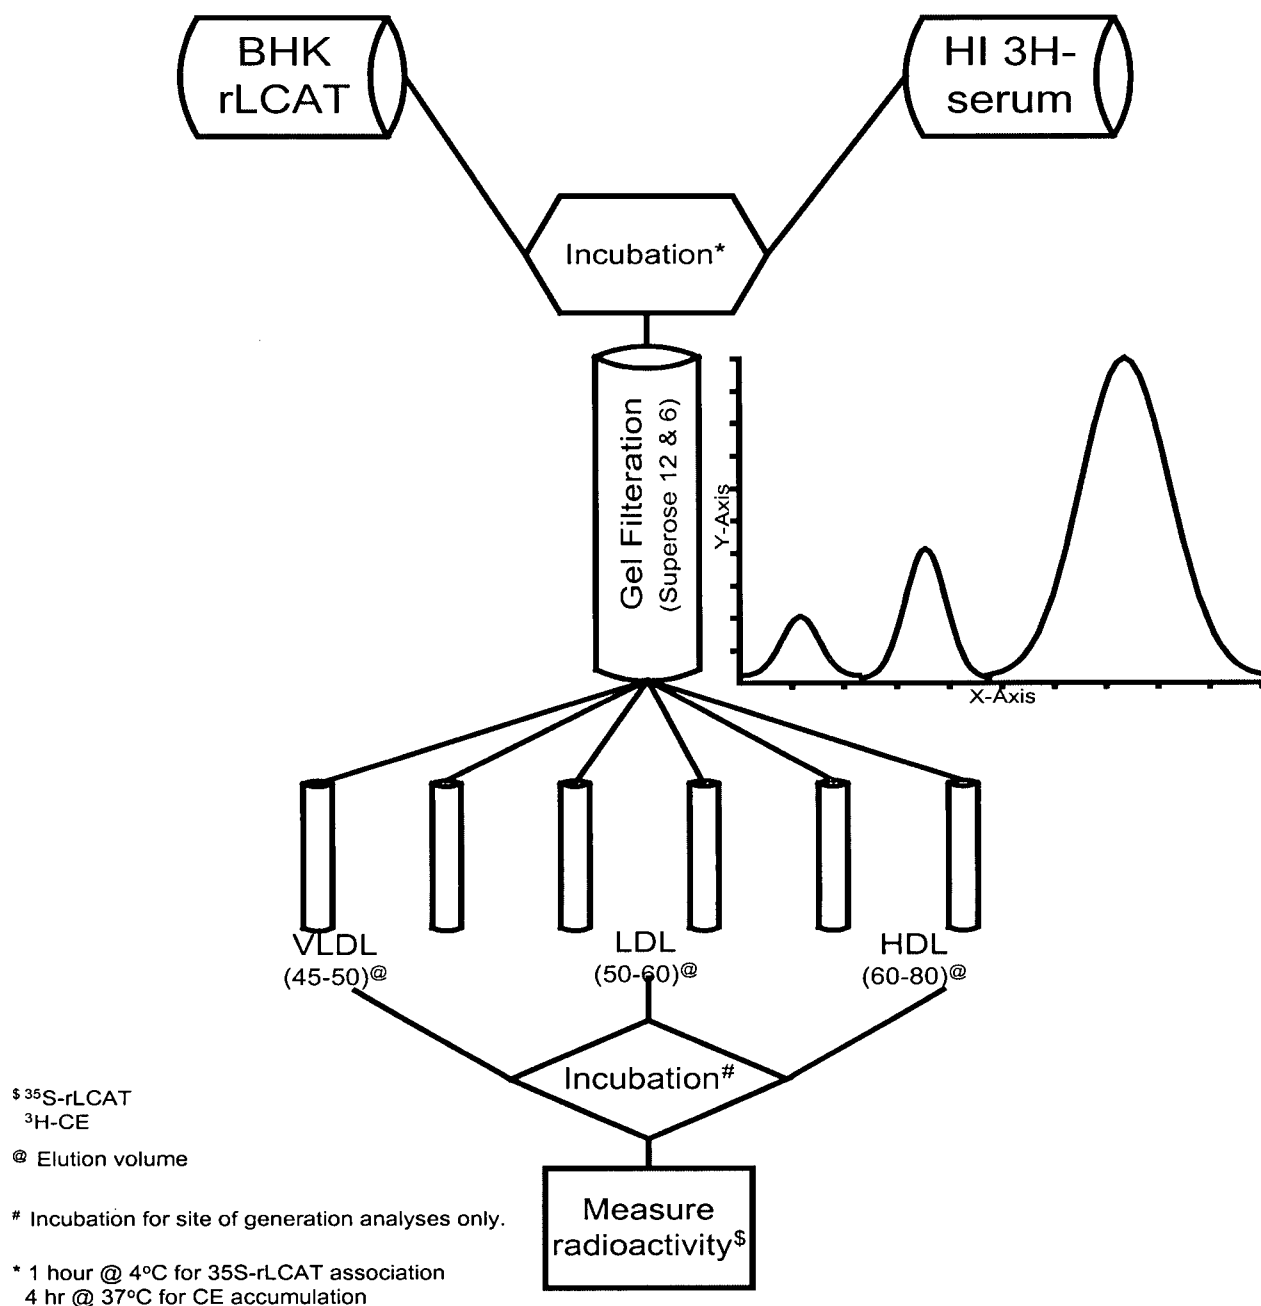 BHK
rLCAT
HI 3H-
serum
Incubation*
Gel Filteration
(Superose 12 & 6)
Y-Axis
X-Axis
VLDL
(45-50)@
LDL
(50-60)@
HDL
(60-80)@
Incubation#
Measure
radioactivity$
$ 35S-rLCAT
3H-CE
@ Elution volume
# Incubation for site of generation analyses only.
* 1 hour @ 4oC for 35S-rLCAT association
4 hr @ 37oC for CE accumulation